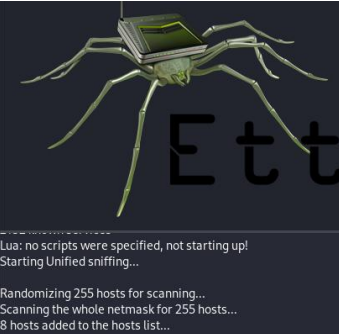 Ett
Lua: no scripts were specified, not starting up!
Starting Unified sniffing...
Randomizing 255 hosts for scanning...
Scanning the whole netmask for 255 hosts...
8 hosts added to the hosts list...